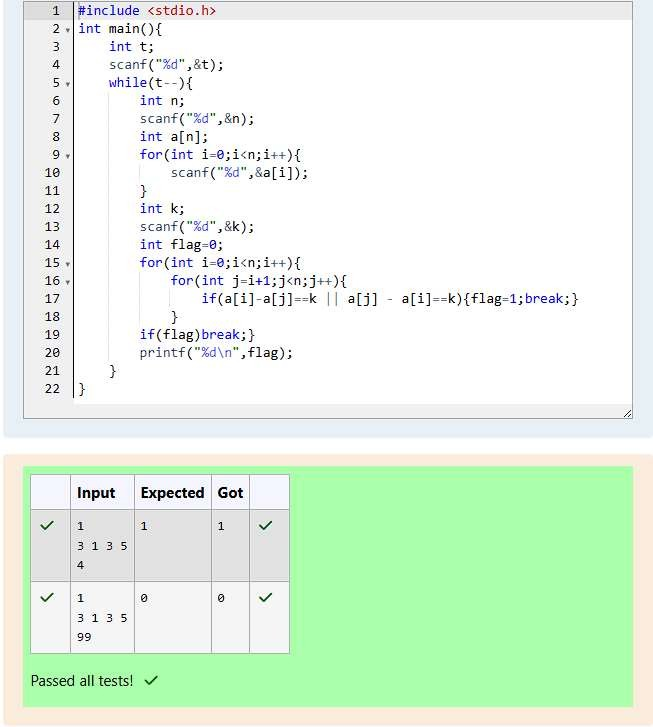 1 #include <stdio.h>
2 int main(){
3     int t;
4     scanf("%d",&t);
5     while(t--){
6         int n;
7         scanf("%d",&n);
8         int a[n];
9         for(int i=0;i<n;i++){
10             scanf("%d",&a[i]);
11         }
12         int k;
13         scanf("%d",&k);
14         int flag=0;
15         for(int i=0;i<n;i++){
16             for(int j=i+1;j<n;j++){
17                 if(a[i]-a[j]==k || a[j] - a[i]==k){flag=1;break;}
18             }
19         if(flag)break;}
20         printf("%d\n",flag);
21     }
22 }
Input Expected Got
1 1 1
3 1 3 5
4
1 0 0
3 1 3 5
99
Passed all tests!